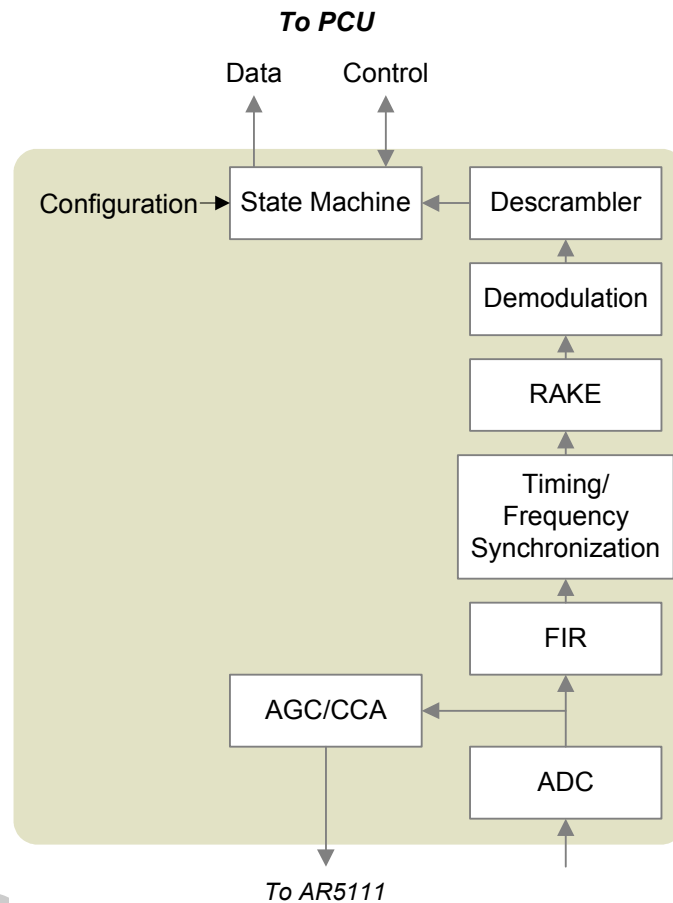 To PCU
Data Control
Configuration State Machine Descrambler
Demodulation
RAKE
Timing/
Frequency
Synchronization
FIR
AGC/CCA
ADC
To AR5111